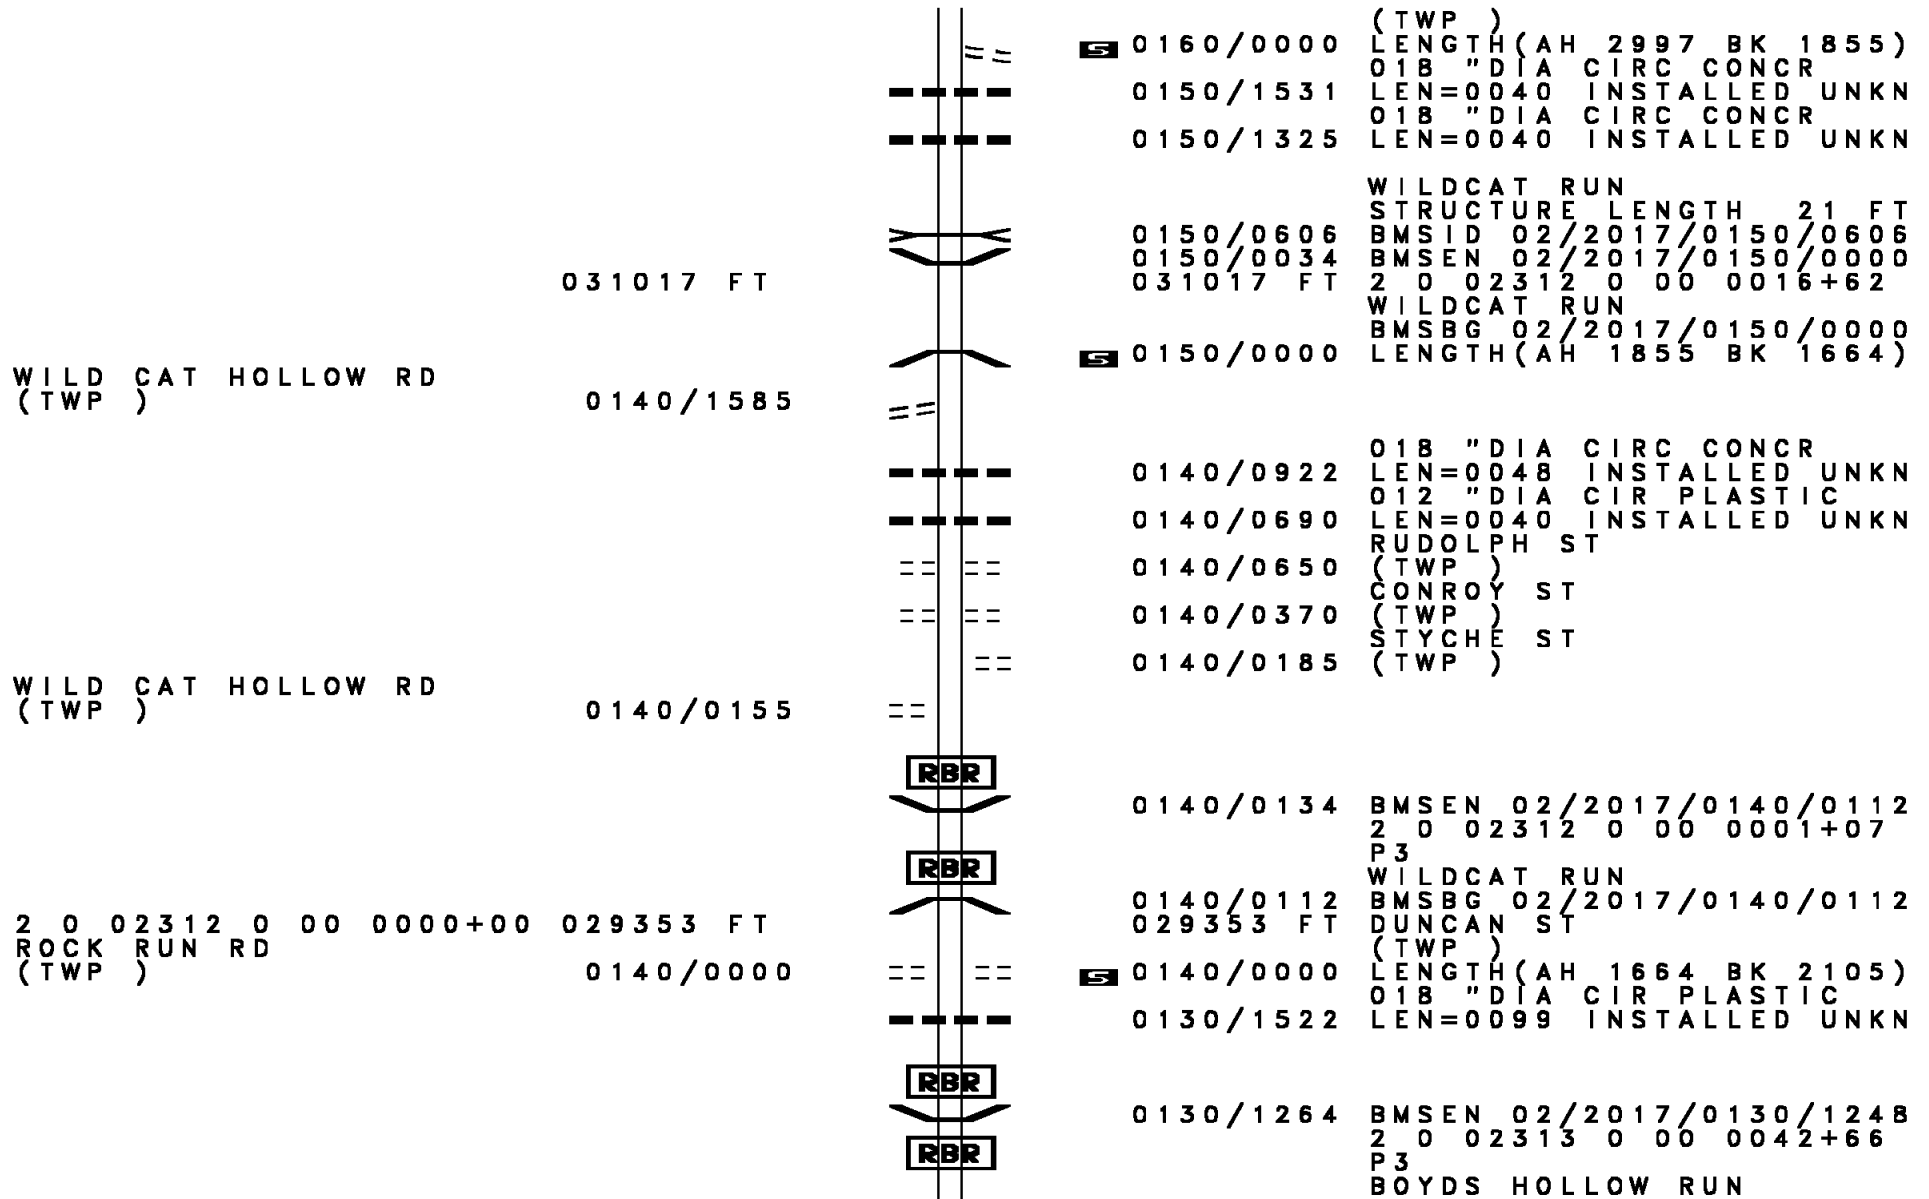 (TWP )
S 0160/0000 LENGTH(AH 2997 BK 1855)
018 "DIA CIRC CONCR
0150/1531 LEN=0040 INSTALLED UNKN
018 "DIA CIRC CONCR
0150/1325 LEN=0040 INSTALLED UNKN
WILDCAT RUN
STRUCTURE LENGTH 21 FT
0150/0606 BMSID 02/2017/0150/0606
0150/0034 BMSEN 02/2017/0150/0000
031017 FT 031017 FT 2 0 02312 0 00 0016+62
WILDCAT RUN
BMSBG 02/2017/0150/0000
S 0150/0000 LENGTH(AH 1855 BK 1664)
WILD CAT HOLLOW RD
(TWP ) 0140/1585
018 "DIA CIRC CONCR
0140/0922 LEN=0048 INSTALLED UNKN
012 "DIA CIR PLASTIC
0140/0690 LEN=0040 INSTALLED UNKN
RUDOLPH ST
0140/0650 (TWP )
CONROY ST
0140/0370 (TWP )
STYCHE ST
0140/0185 (TWP )
WILD CAT HOLLOW RD
(TWP ) 0140/0155
RBR
0140/0134 BMSEN 02/2017/0140/0112
2 0 02312 0 00 0001+07
P3
RBR
WILDCAT RUN
0140/0112 BMSBG 02/2017/0140/0112
2 0 02312 0 00 0000+00 029353 FT 029353 FT DUNCAN ST
ROCK RUN RD (TWP )
(TWP ) 0140/0000 S 0140/0000 LENGTH(AH 1664 BK 2105)
018 "DIA CIR PLASTIC
0130/1522 LEN=0099 INSTALLED UNKN
RBR
0130/1264 BMSEN 02/2017/0130/1248
2 0 02313 0 00 0042+66
RBR
P3
BOYDS HOLLOW RUN